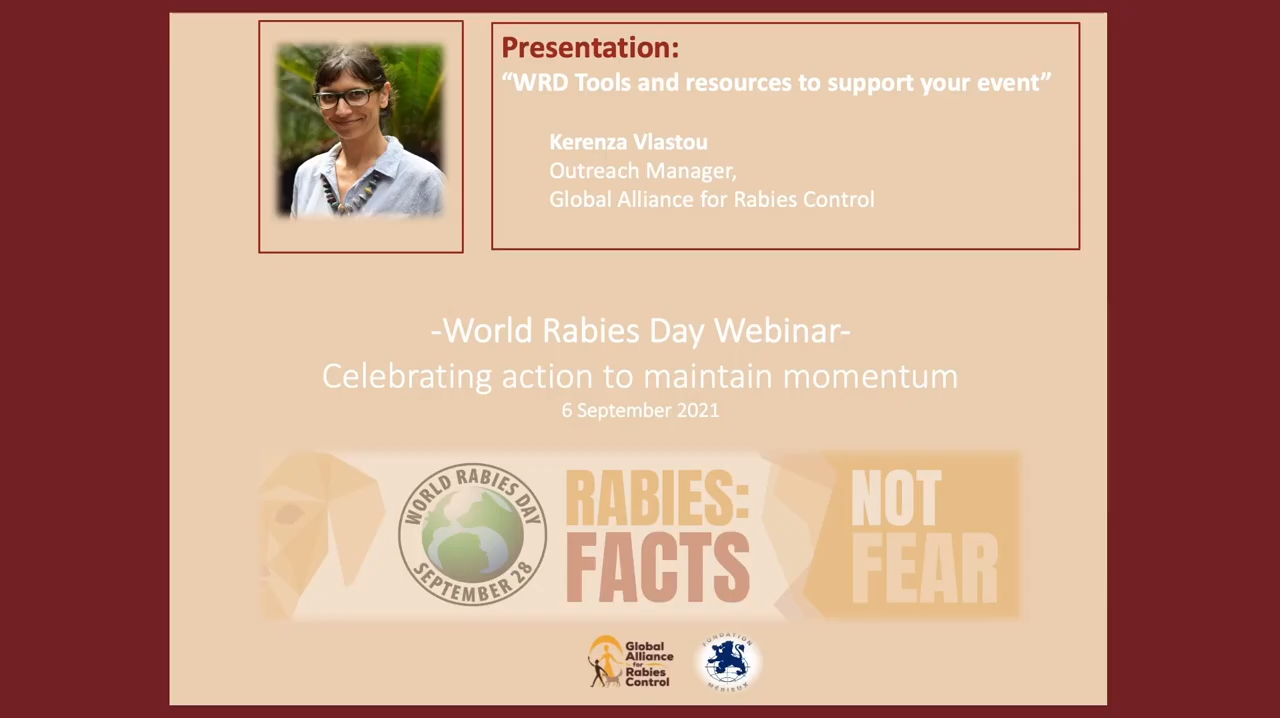 Presentation:
“WRD Tools and resources to support your event”
Kerenza Vlastou
Outreach Manager,
Global Alliance for Rabies Control
-World Rabies Day Webinar-
Celebrating action to maintain momentum
6 September 2021
WORLD RABIES DAY
SEPTEMBER 28
RABIES:
FACTS
NOT
FEAR
Global
Alliance
for
Rabies
Control
FONDATION
MÉRIEUX